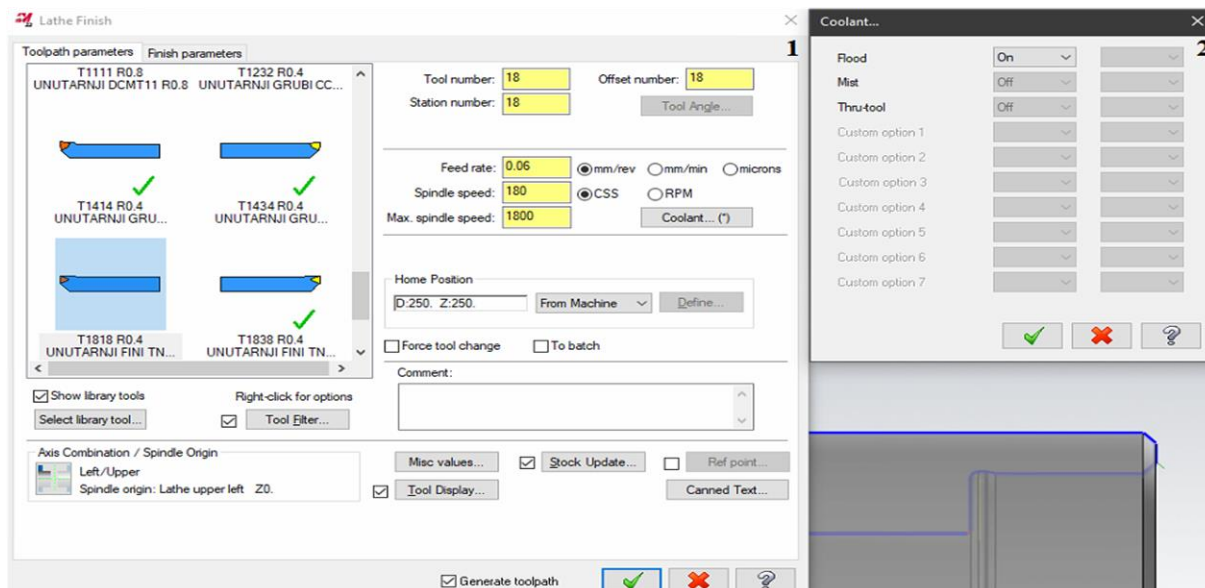 Lathe Finish
Toolpath parameters Finish parameters
1
T1111 R0.8 T1232 R0.4
UNUTARNJI DCMT11 R0.8 UNUTARNJI GRUBI CC...
T1414 R0.4 T1434 R0.4
UNUTARNJI GRU... UNUTARNJI GRU...
T1818 R0.4 T1838 R0.4
UNUTARNJI FINI TN... UNUTARNJI FINI TN...
Show library tools Right-click for options
Select library tool... Tool Filter...
Axis Combination / Spindle Origin
Left/Upper
Spindle origin: Lathe upper left Z0.
Tool number: 18 Offset number: 18
Station number: 18 Tool Angle...
Feed rate: 0.06 mm/rev mm/min microns
Spindle speed: 180 CSS RPM
Max. spindle speed: 1800 Coolant... (*)
Home Position
D:250. Z:250. From Machine Define...
Force tool change To batch
Comment:
Misc values... Stock Update... Ref point...
Tool Display... Canned Text...
Generate toolpath
Coolant...
2
Flood On
Mist Off
Thru-tool Off
Custom option 1
Custom option 2
Custom option 3
Custom option 4
Custom option 5
Custom option 6
Custom option 7